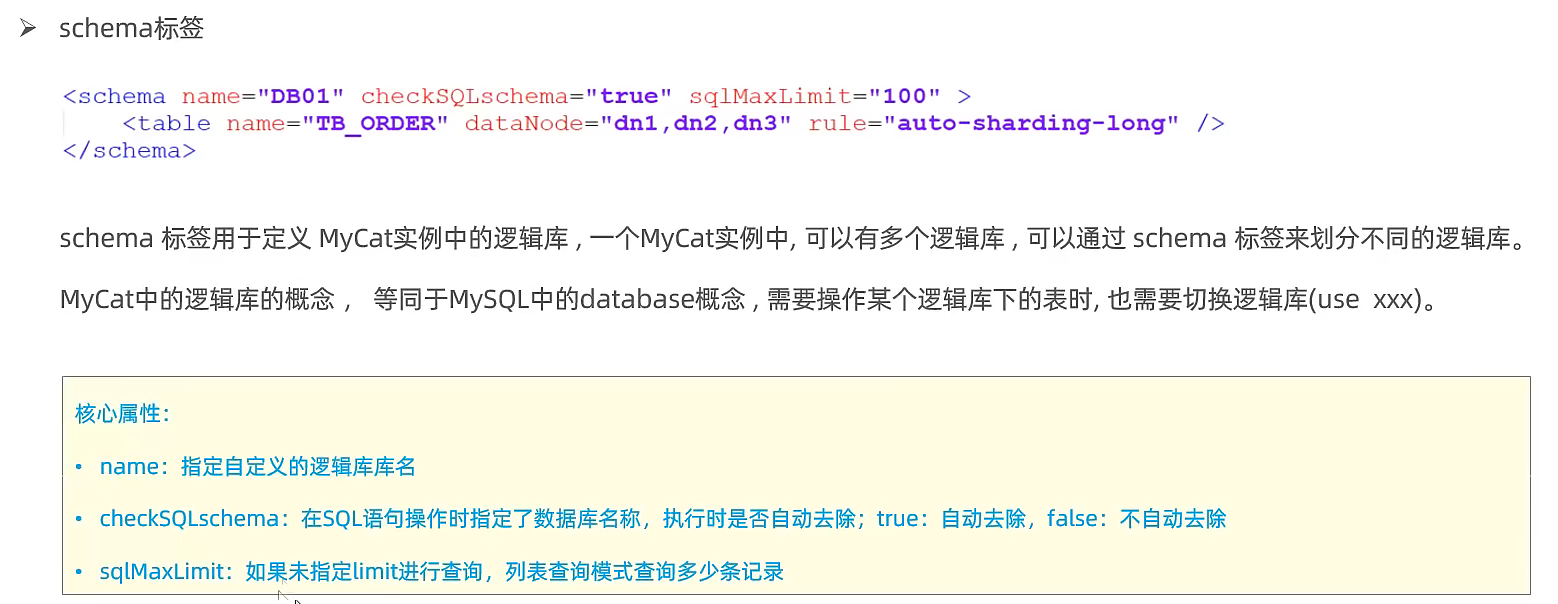 ➢ schema标签
<schema name="DB01" checkSQLschema="true" sqlMaxLimit="100" >
<table name="TB_ORDER" dataNode="dn1,dn2,dn3" rule="auto-sharding-long" />
</schema>
schema 标签用于定义 MyCat实例中的逻辑库 , 一个MyCat实例中, 可以有多个逻辑库 , 可以通过 schema 标签来划分不同的逻辑库。
MyCat中的逻辑库的概念 ， 等同于MySQL中的database概念 , 需要操作某个逻辑库下的表时, 也需要切换逻辑库(use xxx)。
核心属性：
• name：指定自定义的逻辑库库名
• checkSQLschema：在SQL语句操作时指定了数据库名称，执行时是否自动去除；true：自动去除，false：不自动去除
• sqlMaxLimit：如果未指定limit进行查询，列表查询模式查询多少条记录